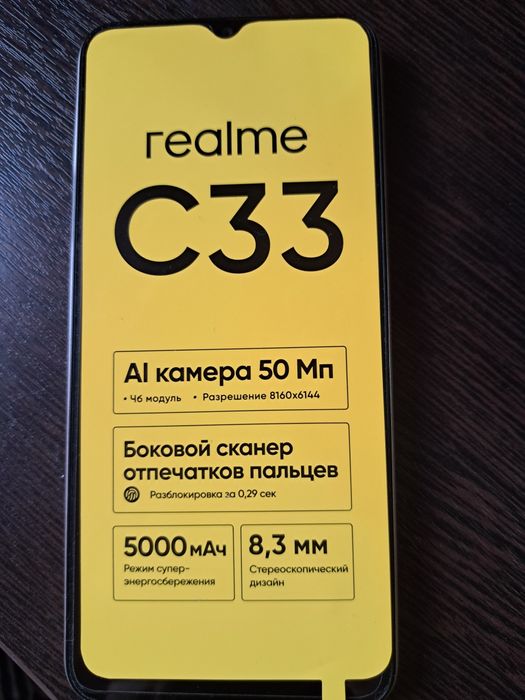 realme
C33
AI камера 50 Мп
• Чб модуль • Разрешение 8160x6144
Боковой сканер
отпечатков пальцев
Разблокировка за 0,29 сек
5000 мАч
Режим супер-
энергосбережения
8,3 мм
Стереоскопический
дизайн